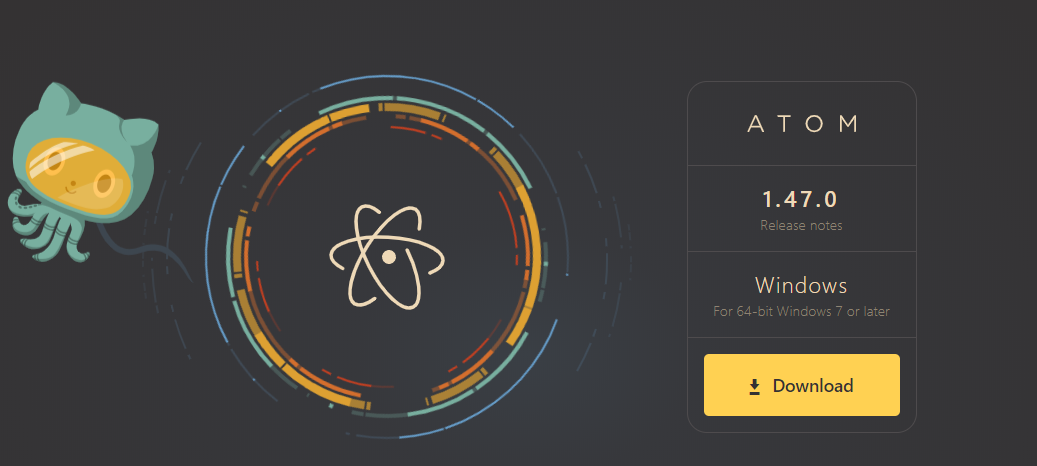 ATOM
1.47.0
Release notes
Windows
For 64-bit Windows 7 or later
Download